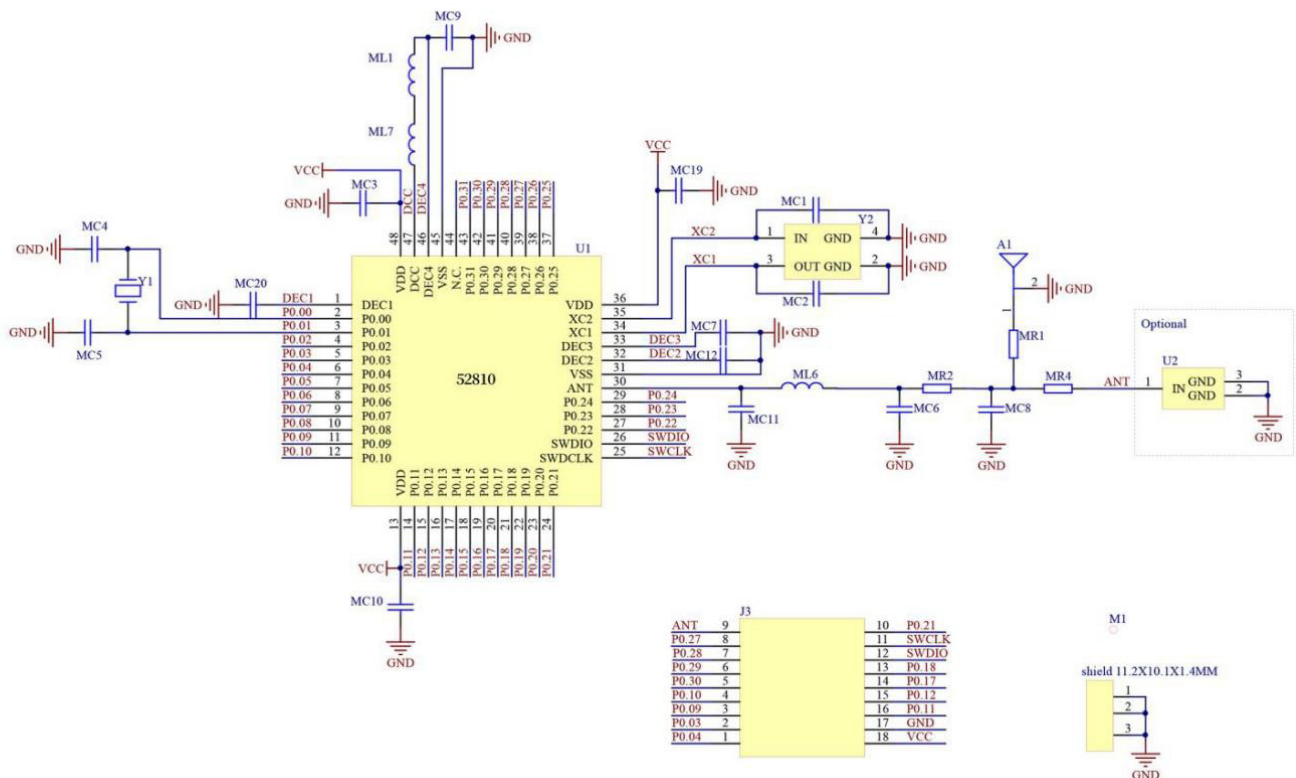 MC9
GND
ML1
ML7
VCC
MC3
GND
DCC
DEC4
P0.31
P0.30
P0.29
P0.28
P0.27
P0.26
P0.25
VCC
MC19
GND
MC1
Y2
XC2
1 IN GND 4
GND
XC1
3 OUT GND 2
GND
MC2
MC4
GND
Y1
MC20
GND
GND
MC5
48 47 46 45 44 43 42 41 40 39 38 37
U1
VDD DCC DEC4 VSS N.C. P0.31 P0.30 P0.29 P0.28 P0.27 P0.26 P0.25
DEC1 1 DEC1
P0.00 2 P0.00
P0.01 3 P0.01
P0.02 4 P0.02
P0.03 5 P0.03
P0.04 6 P0.04
P0.05 7 P0.05
P0.06 8 P0.06
P0.07 9 P0.07
P0.08 10 P0.08
P0.09 11 P0.09
P0.10 12 P0.10
52810
VDD 36
XC2 35
XC1 34
DEC3 33 DEC3
DEC2 32 DEC2
VSS 31
ANT 30
P0.24 29 P0.24
P0.23 28 P0.23
P0.22 27 P0.22
SWDIO 26 SWDIO
SWDCLK 25 SWCLK
MC7
MC12
GND
VDD P0.11 P0.12 P0.13 P0.14 P0.15 P0.16 P0.17 P0.18 P0.19 P0.20 P0.21
13 14 15 16 17 18 19 20 21 22 23 24
P0.11 P0.12 P0.13 P0.14 P0.15 P0.16 P0.17 P0.18 P0.19 P0.20 P0.21
VCC
MC10
GND
ML6
MC11
GND
MC6
GND
MR2
MC8
GND
A1
2
GND
1
MR1
MR4
ANT
Optional
U2
1 IN GND 3
GND 2
GND
J3
ANT 9
P0.27 8
P0.28 7
P0.29 6
P0.30 5
P0.10 4
P0.09 3
P0.03 2
P0.04 1
10 P0.21
11 SWCLK
12 SWDIO
13 P0.18
14 P0.17
15 P0.12
16 P0.11
17 GND
18 VCC
M1
shield 11.2X10.1X1.4MM
1
2
3
GND